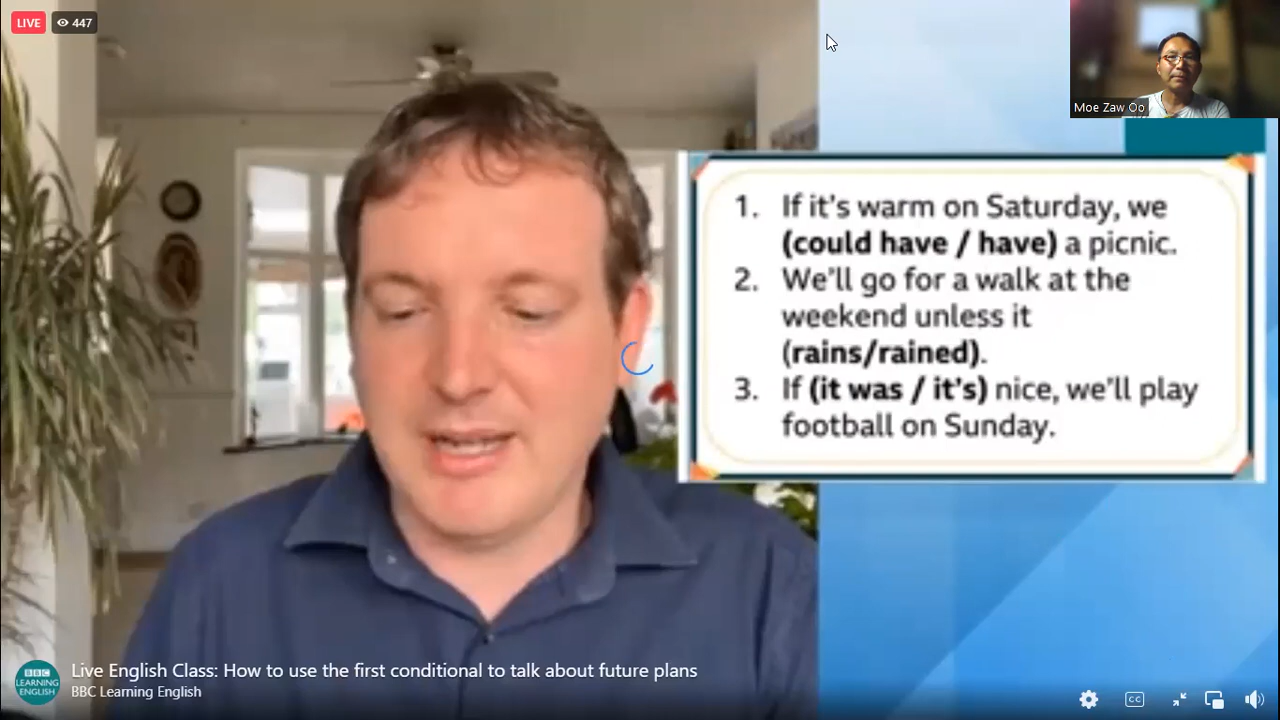 LIVE
447
Moe Zaw Oo
1. If it's warm on Saturday, we
(could have / have) a picnic.
2. We'll go for a walk at the
weekend unless it
(rains/rained).
3. If (it was / it's) nice, we'll play
football on Sunday.
BBC
LEARNING
ENGLISH
Live English Class: How to use the first conditional to talk about future plans
BBC Learning English
CC